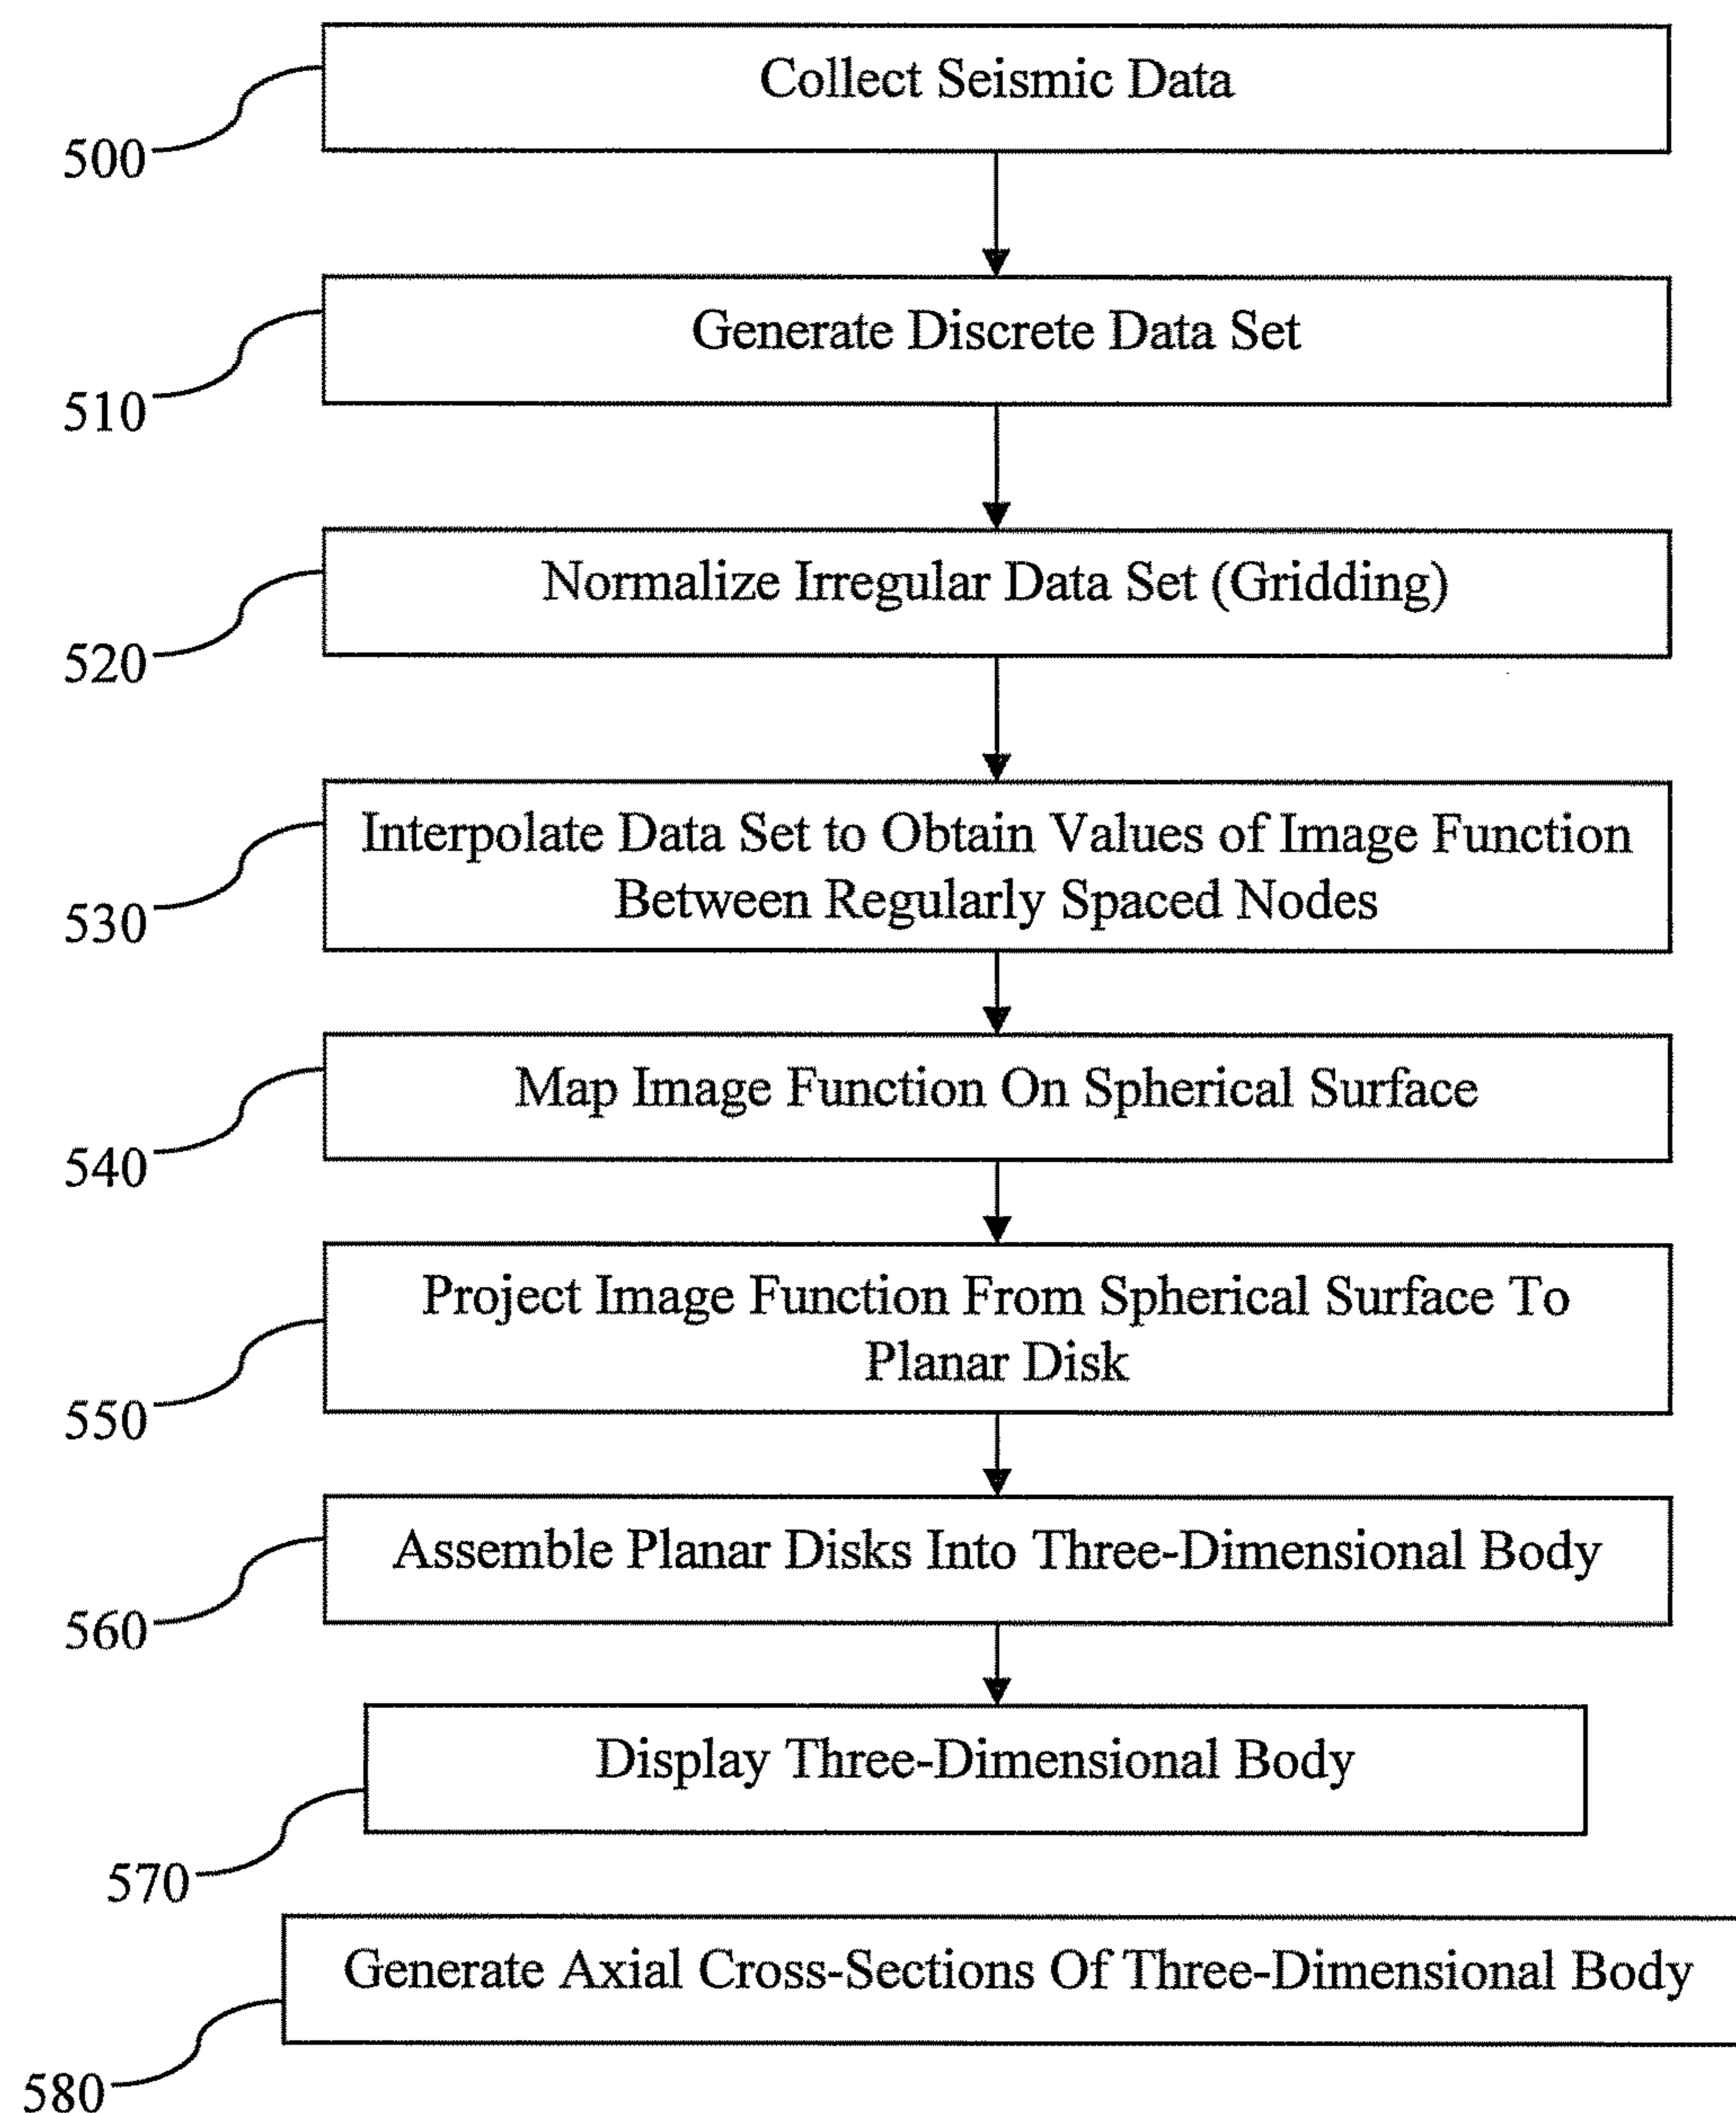 Collect Seismic Data
500
Generate Discrete Data Set
510
Normalize Irregular Data Set (Gridding)
520
Interpolate Data Set to Obtain Values of Image Function
Between Regularly Spaced Nodes
530
Map Image Function On Spherical Surface
540
Project Image Function From Spherical Surface To
Planar Disk
550
Assemble Planar Disks Into Three-Dimensional Body
560
Display Three-Dimensional Body
570
Generate Axial Cross-Sections Of Three-Dimensional Body
580